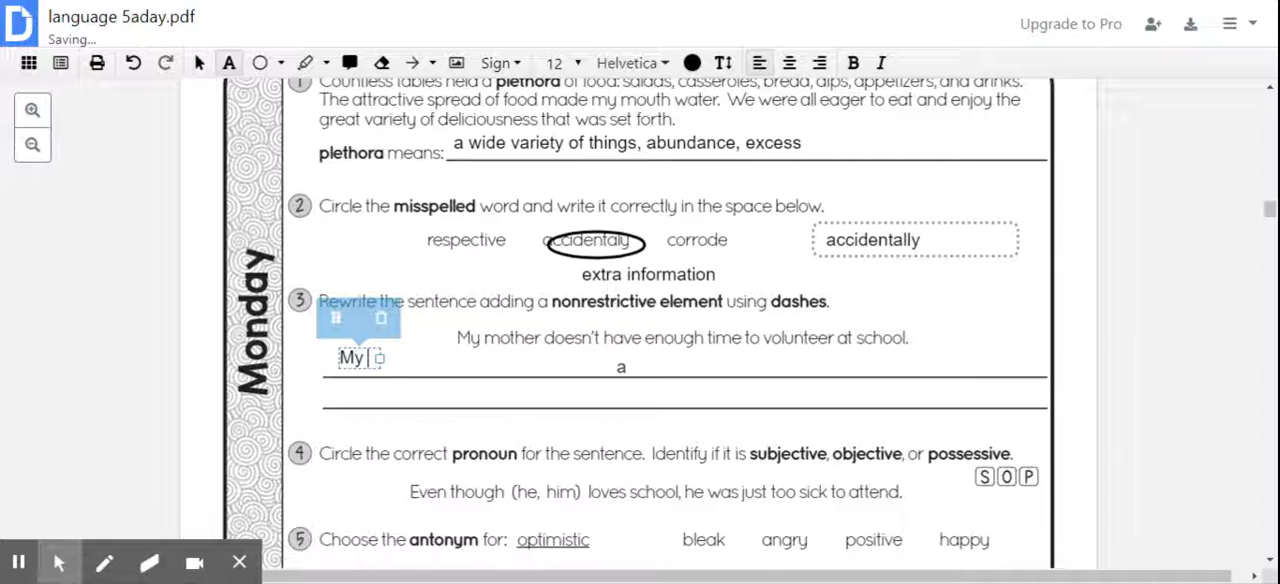 language 5aday.pdf
Saving...
Upgrade to Pro
A
Sign
12
Helvetica
B
I
Monday
1 Countless tables held a plethora of food: salads, casseroles, bread, dips, appetizers, and drinks.
The attractive spread of food made my mouth water. We were all eager to eat and enjoy the
great variety of deliciousness that was set forth.
plethora means: a wide variety of things, abundance, excess
2 Circle the misspelled word and write it correctly in the space below.
respective accidentaly corrode accidentally
extra information
3 Rewrite the sentence adding a nonrestrictive element using dashes.
My mother doesn't have enough time to volunteer at school.
My
a
4 Circle the correct pronoun for the sentence. Identify if it is subjective, objective, or possessive.
S O P
Even though (he, him) loves school, he was just too sick to attend.
5 Choose the antonym for: optimistic bleak angry positive happy